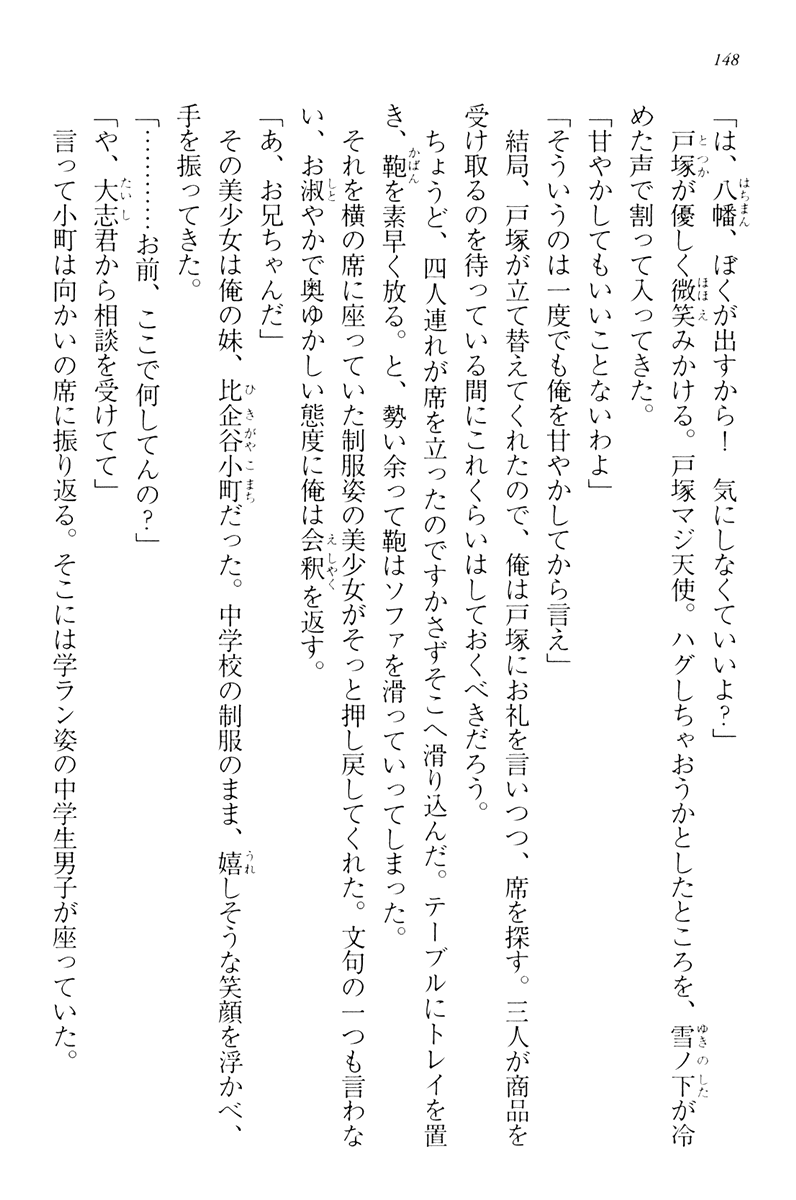 148
「は、八幡、ぼくが出すから！　気にしなくていいよ？」
　戸塚が優しく微笑みかける。戸塚マジ天使。ハグしちゃおうかとしたところを、雪ノ下が冷
めた声で割って入ってきた。
「甘やかしてもいいことないわよ」
「そういうのは一度でも俺を甘やかしてから言え」
　結局、戸塚が立て替えてくれたので、俺は戸塚にお礼を言いつつ、席を探す。三人が商品を
受け取るのを待っている間にこれくらいはしておくべきだろう。
　ちょうど、四人連れが席を立ったのですかさずそこへ滑り込んだ。テーブルにトレイを置
き、鞄を素早く放る。と、勢い余って鞄はソファを滑っていってしまった。
　それを横の席に座っていた制服姿の美少女がそっと押し戻してくれた。文句の一つも言わな
い、お淑やかで奥ゆかしい態度に俺は会釈を返す。
「あ、お兄ちゃんだ」
　その美少女は俺の妹、比企谷小町だった。中学校の制服のまま、嬉しそうな笑顔を浮かべ、
手を振ってきた。
「…………お前、ここで何してんの？」
「や、大志君から相談を受けてて」
　言って小町は向かいの席に振り返る。そこには学ラン姿の中学生男子が座っていた。